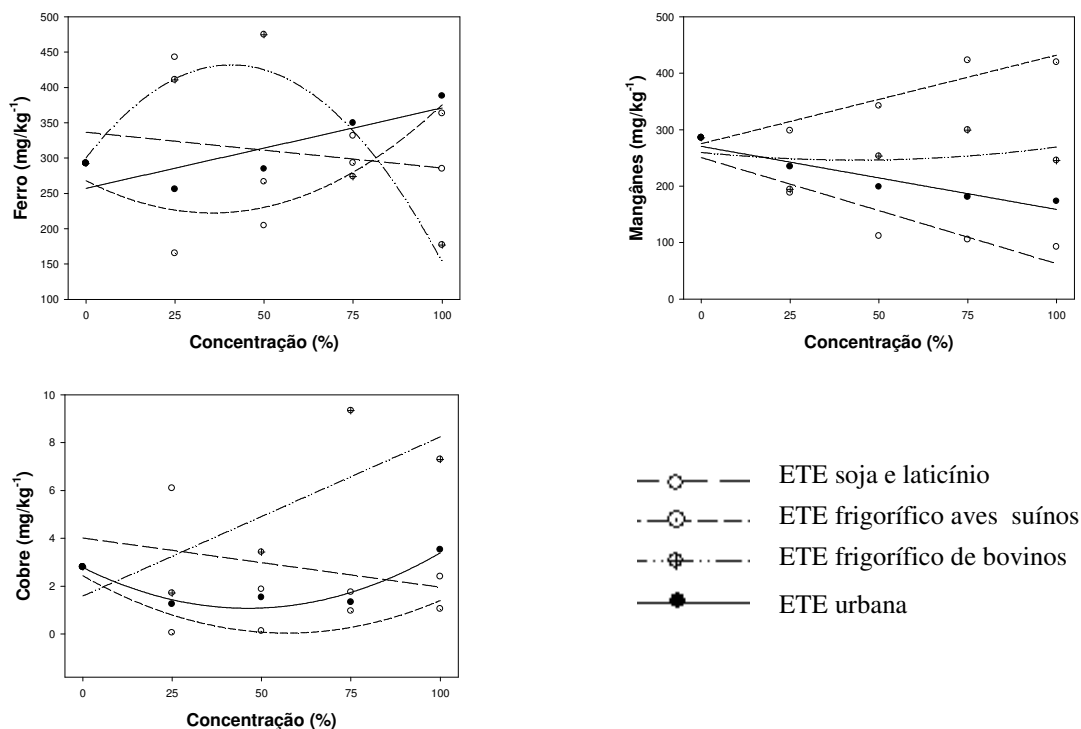 500
450
400
350
300
250
200
150
100
Ferro (mg/kg⁻¹)
0 25 50 75 100
Concentração (%)
500
400
300
200
100
0
Mangânes (mg/kg⁻¹)
0 25 50 75 100
Concentração (%)
10
8
6
4
2
0
Cobre (mg/kg⁻¹)
0 25 50 75 100
Concentração (%)
ETE soja e laticínio
ETE frigorífico aves suínos
ETE frigorífico de bovinos
ETE urbana